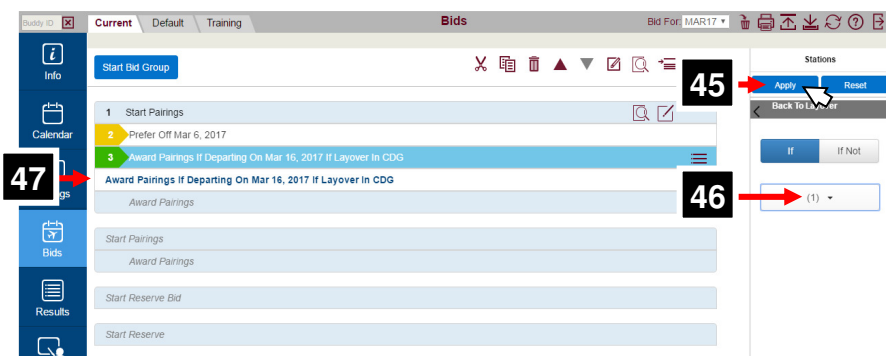 Buddy ID
Current Default Training Bids Bid For: MAR17
Info
Start Bid Group
Stations
45
Apply Reset
Back To Layover
Calendar
1 Start Pairings
2 Prefer Off Mar 6, 2017
3 Award Pairings If Departing On Mar 16, 2017 If Layover In CDG
If If Not
47
Award Pairings If Departing On Mar 16, 2017 If Layover In CDG
gs
Award Pairings
46
(1)
Start Pairings
Award Pairings
Bids
Start Reserve Bid
Results
Start Reserve